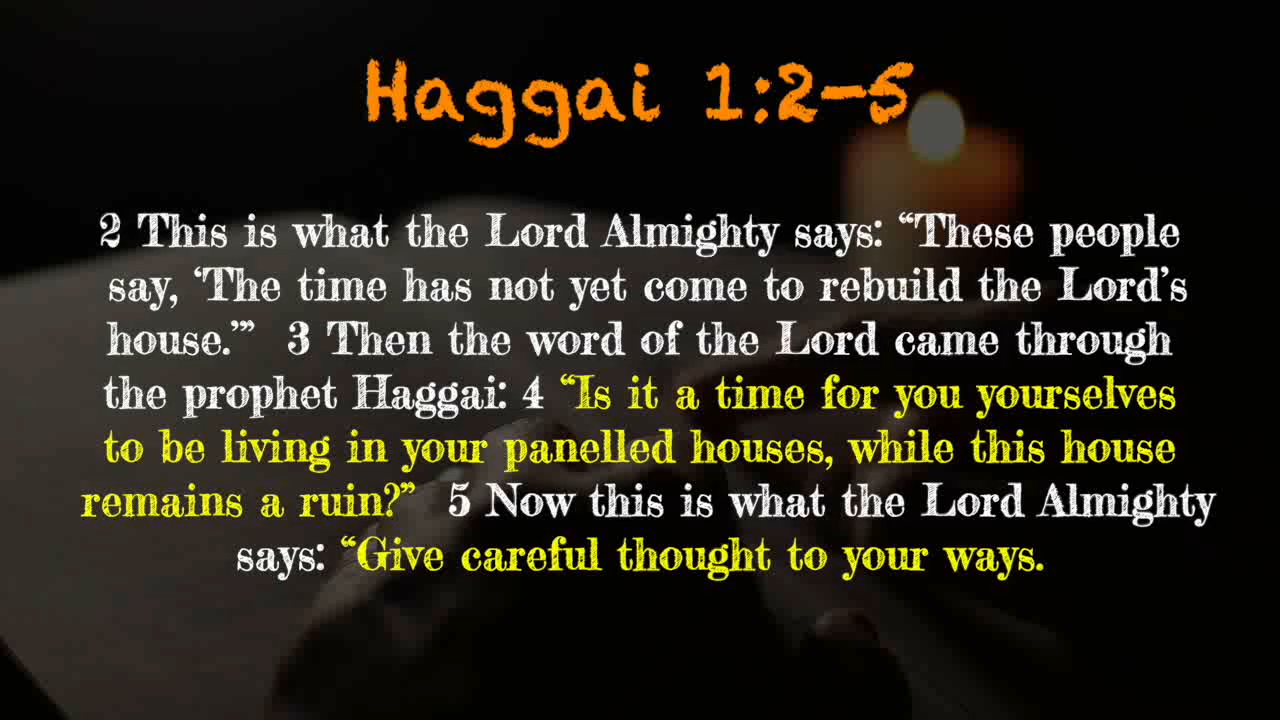 Haggai 1:2-5
2 This is what the Lord Almighty says: “These people
say, ‘The time has not yet come to rebuild the Lord’s
house.’” 3 Then the word of the Lord came through
the prophet Haggai: 4 “Is it a time for you yourselves
to be living in your panelled houses, while this house
remains a ruin?” 5 Now this is what the Lord Almighty
says: “Give careful thought to your ways.